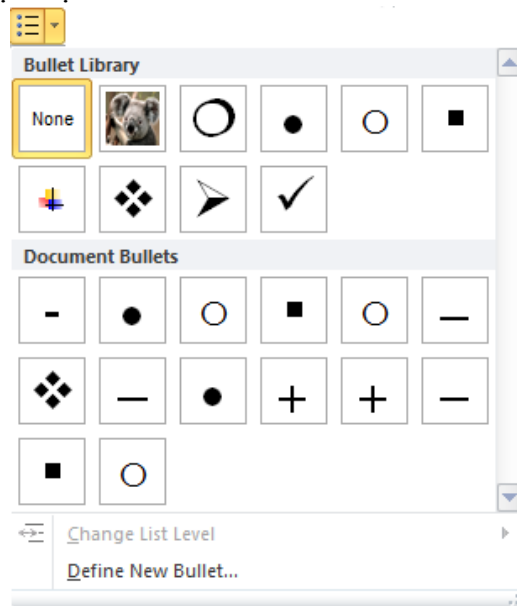 Bullet Library
None
Document Bullets
Change List Level
Define New Bullet...